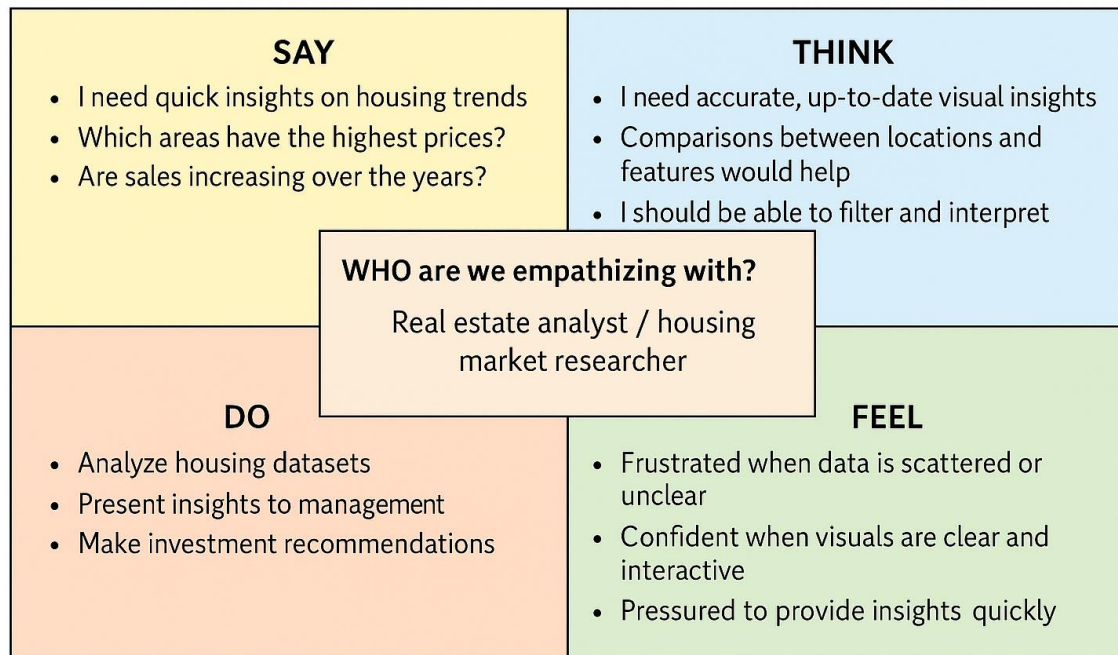 SAY
• I need quick insights on housing trends
• Which areas have the highest prices?
• Are sales increasing over the years?
THINK
• I need accurate, up-to-date visual insights
• Comparisons between locations and
features would help
• I should be able to filter and interpret
WHO are we empathizing with?
Real estate analyst / housing
market researcher
DO
• Analyze housing datasets
• Present insights to management
• Make investment recommendations
FEEL
• Frustrated when data is scattered or
unclear
• Confident when visuals are clear and
interactive
• Pressured to provide insights quickly